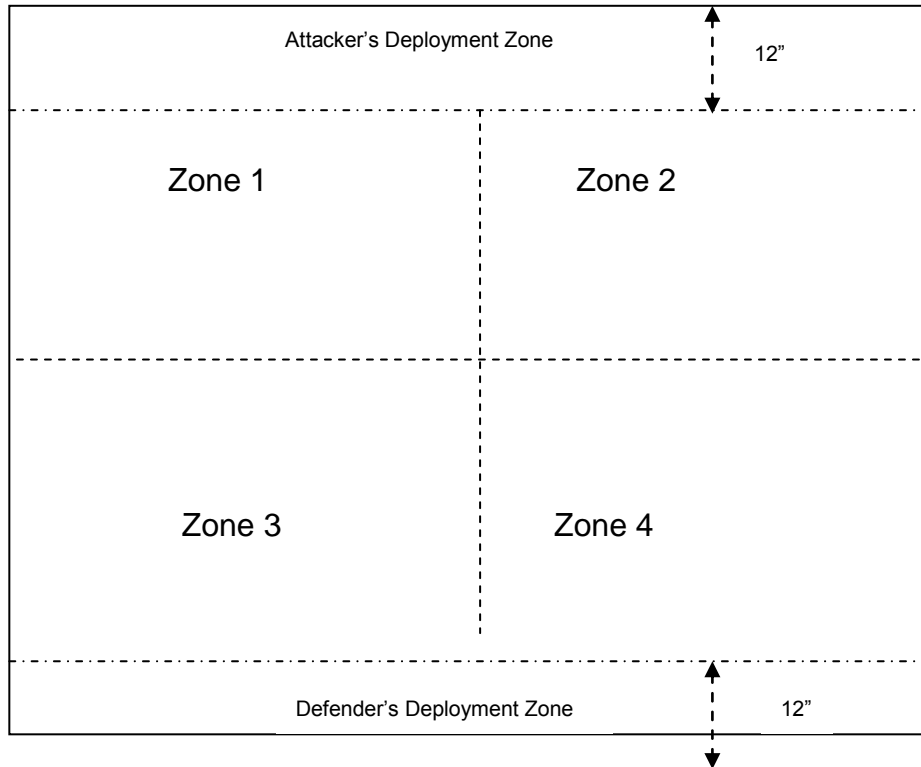 Attacker’s Deployment Zone
12”
Zone 1
Zone 2
Zone 3
Zone 4
Defender’s Deployment Zone
12”